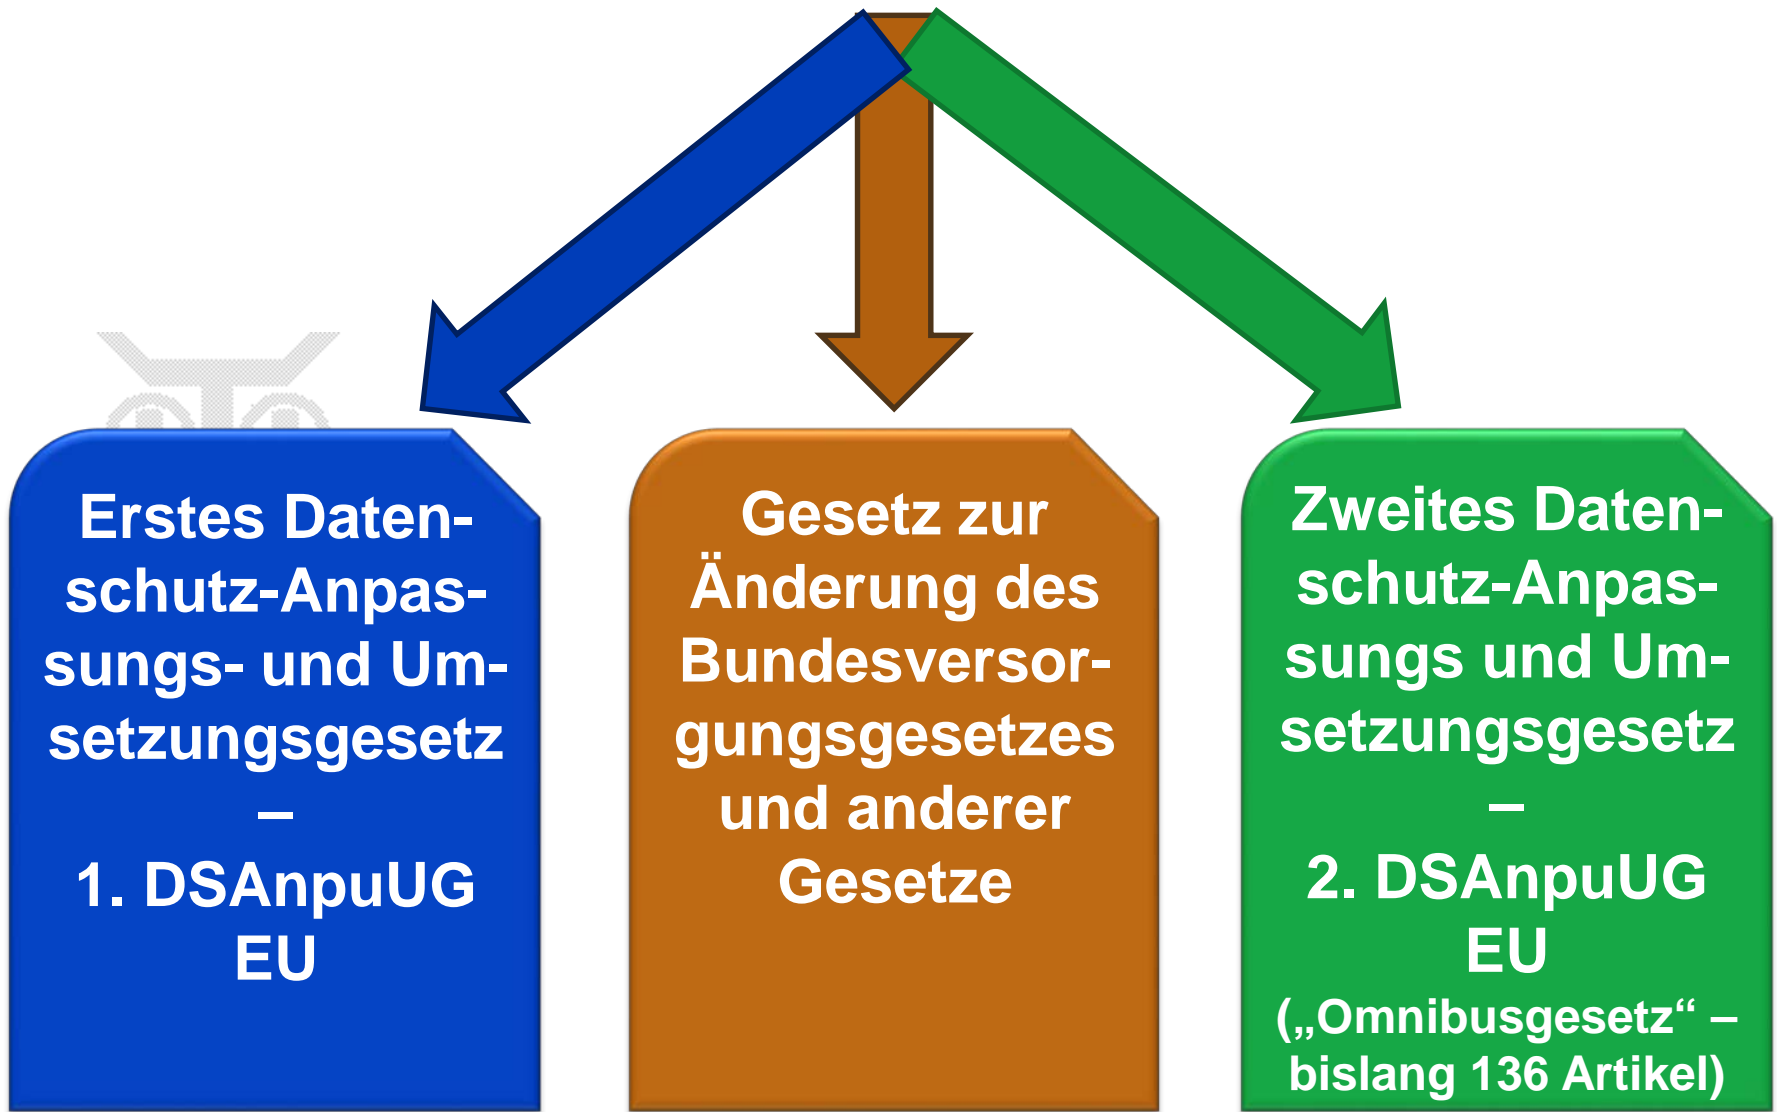 Erstes Daten-
schutz-Anpas-
sungs- und Um-
setzungsgesetz
–
1. DSAnpuUG
EU
Gesetz zur
Änderung des
Bundesversor-
gungsgesetzes
und anderer
Gesetze
Zweites Daten-
schutz-Anpas-
sungs und Um-
setzungsgesetz
–
2. DSAnpuUG
EU
(„Omnibusgesetz“ –
bislang 136 Artikel)